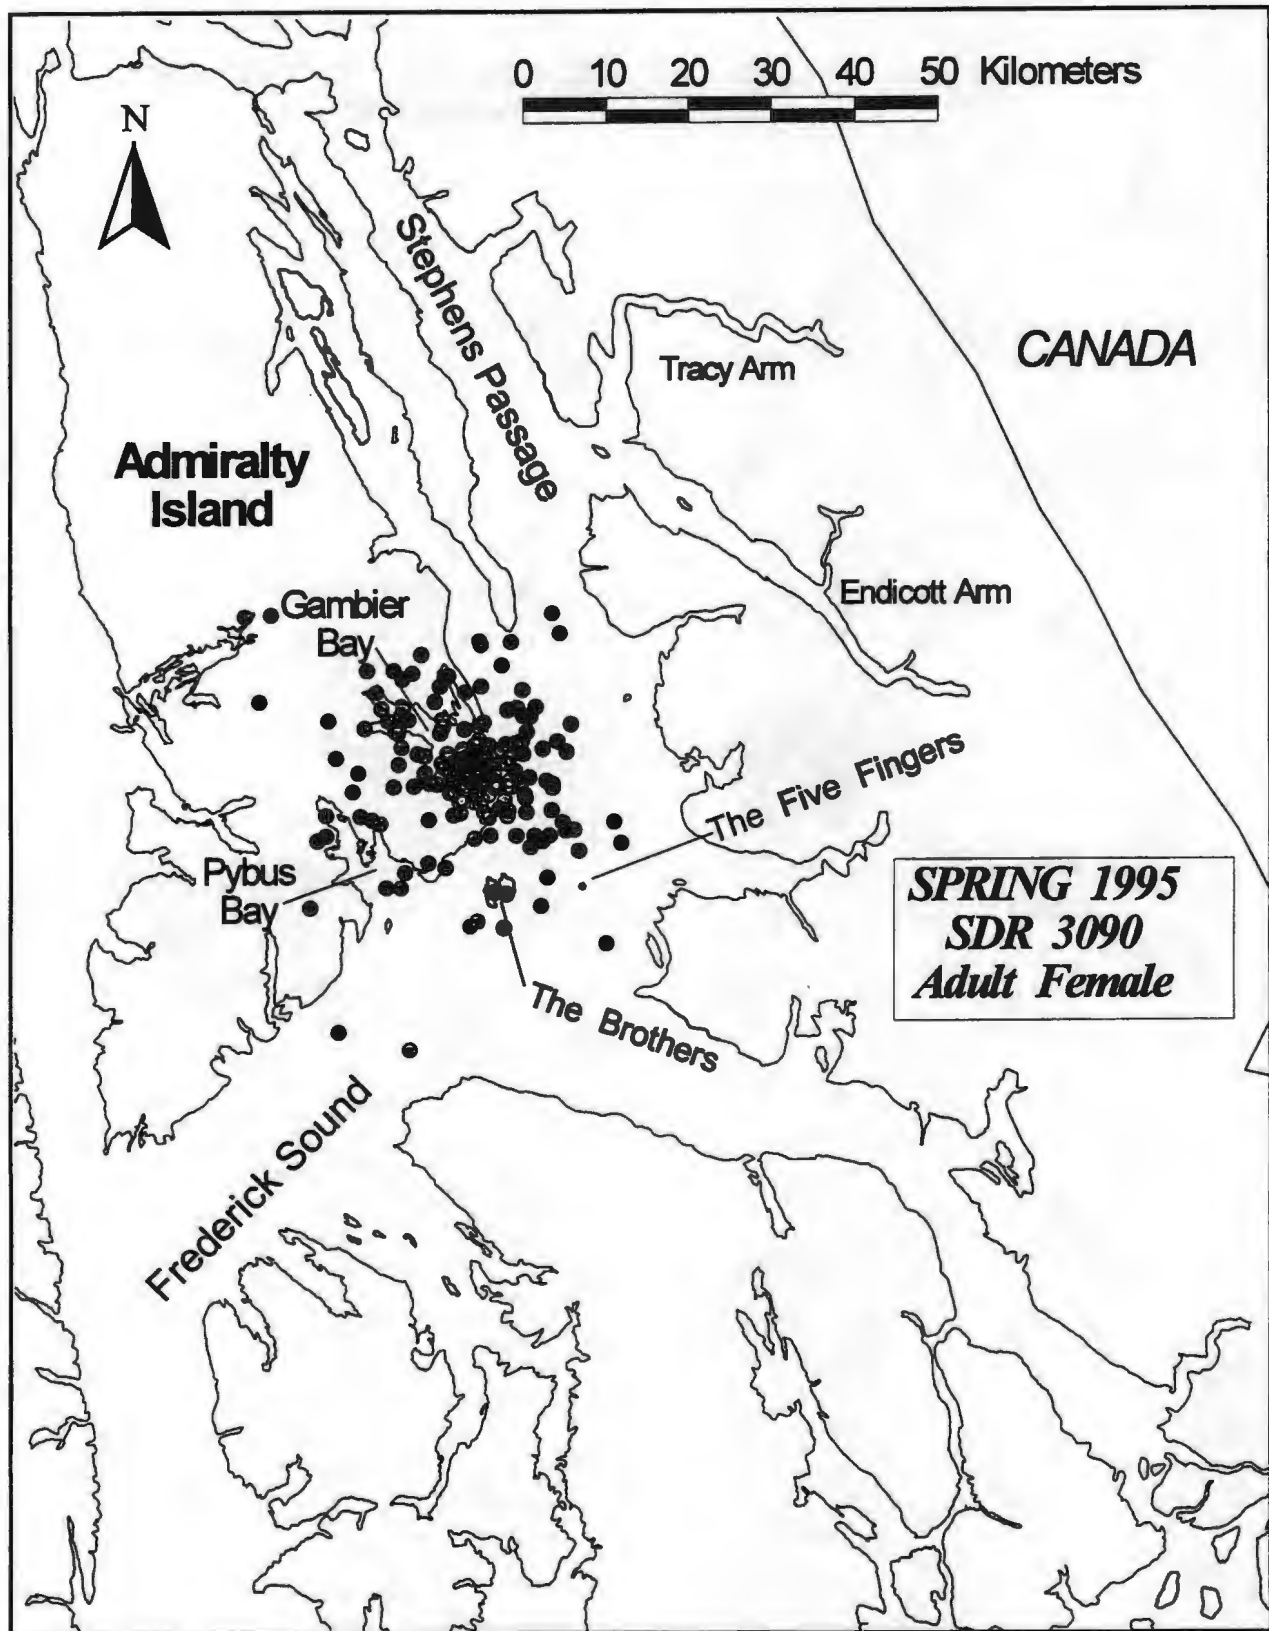 0 10 20 30 40 50 Kilometers
N
Stephens Passage
CANADA
Tracy Arm
Admiralty
Island
Endicott Arm
Gambier
Bay
The Five Fingers
Pybus
Bay
SPRING 1995
SDR 3090
Adult Female
The Brothers
Frederick Sound